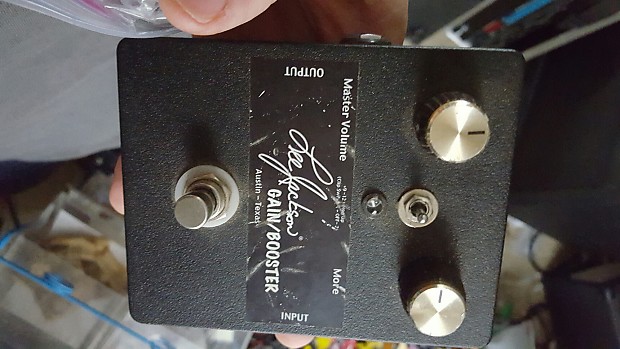 Master Volume
More
OUTPUT
INPUT
Lee Jackson®
GAIN/BOOSTER
Austin - Texas